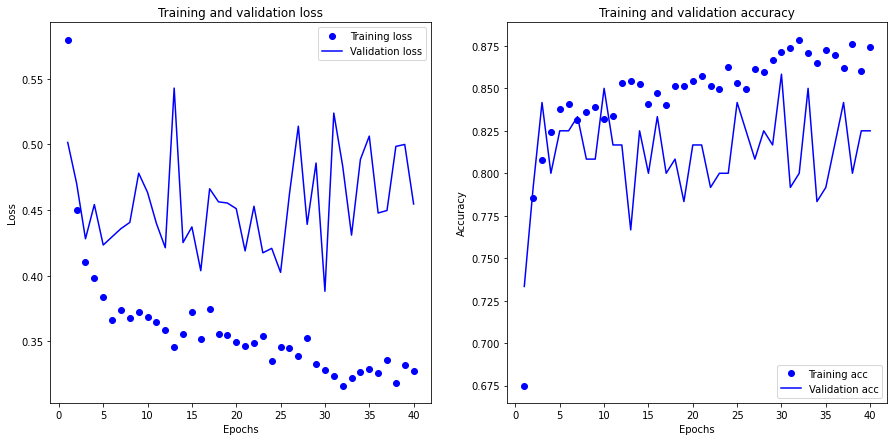 Training and validation loss
Training loss
Validation loss
0.55
0.50
0.45
0.40
0.35
Loss
0 5 10 15 20 25 30 35 40
Epochs
Training and validation accuracy
0.875
0.850
0.825
0.800
0.775
0.750
0.725
0.700
0.675
Accuracy
Training acc
Validation acc
0 5 10 15 20 25 30 35 40
Epochs